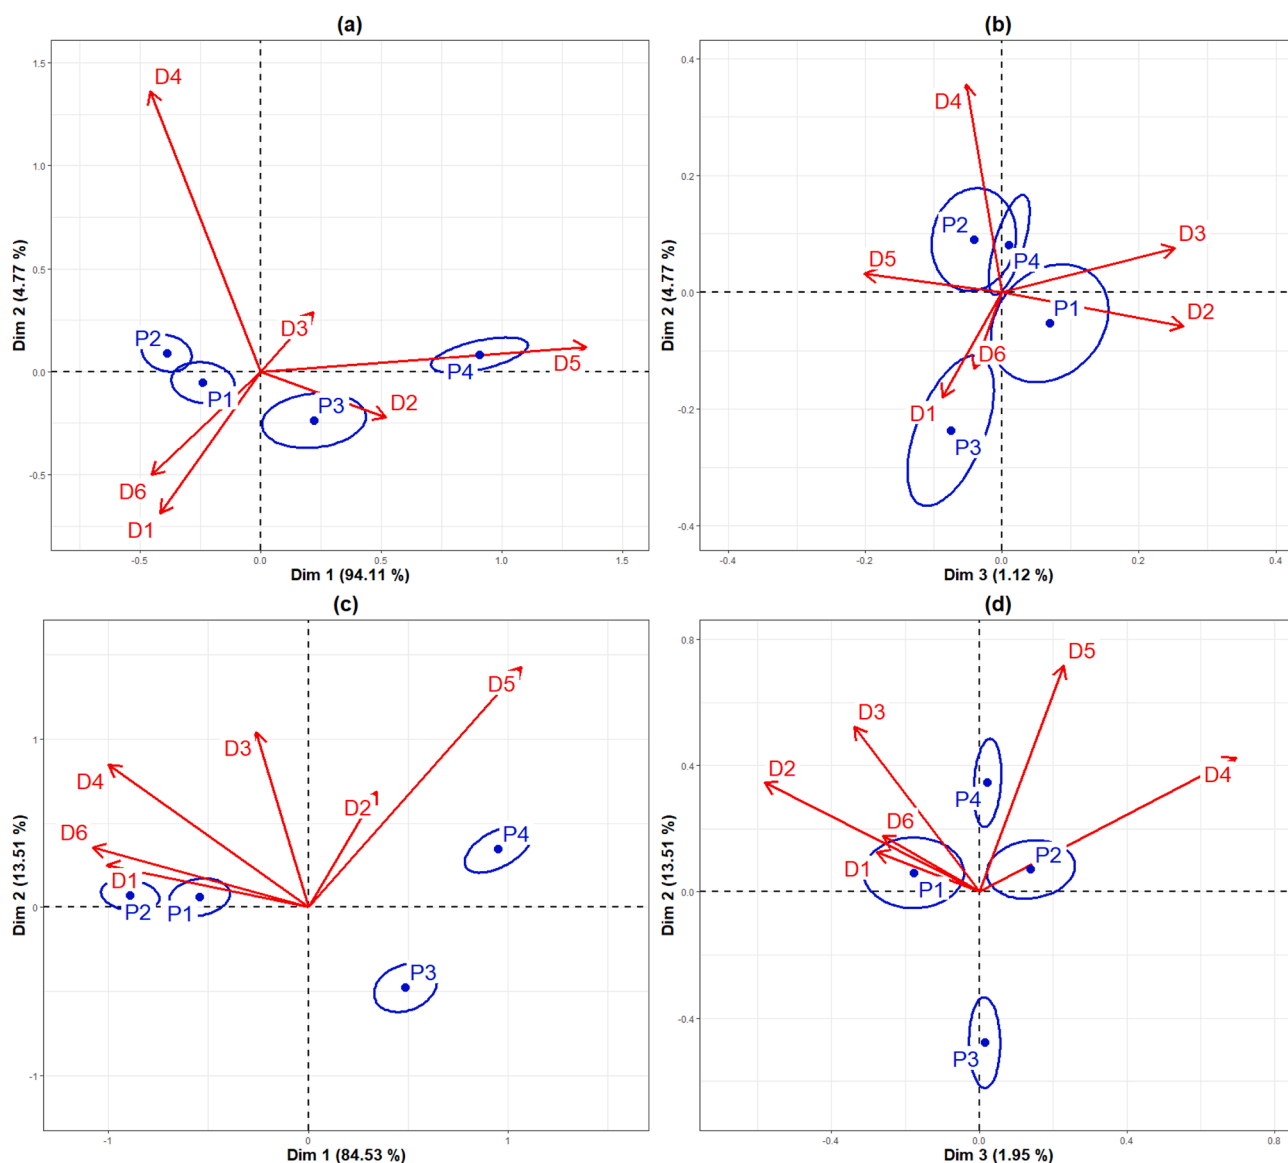 (a)
1.5
1.0
0.5
0.0
-0.5
-0.5
0.0
0.5
1.0
1.5
Dim 2 (4.77 %)
Dim 1 (94.11 %)
D4
D3
P2
P1
P4
D5
P3
D2
D6
D1
(b)
0.4
0.2
0.0
-0.2
-0.4
-0.4
-0.2
0.0
0.2
0.4
Dim 2 (4.77 %)
Dim 3 (1.12 %)
D4
P2
P4
D3
D5
P1
D2
D6
D1
P3
(c)
1
0
-1
-1
0
1
Dim 2 (13.51 %)
Dim 1 (84.53 %)
D5
D3
D4
D2
D6
P4
D1
P2
P1
P3
(d)
0.8
0.4
0.0
-0.4
-0.4
0.0
0.4
0.8
Dim 2 (13.51 %)
Dim 3 (1.95 %)
D5
D3
D2
D4
P4
D6
P2
D1
P1
P3